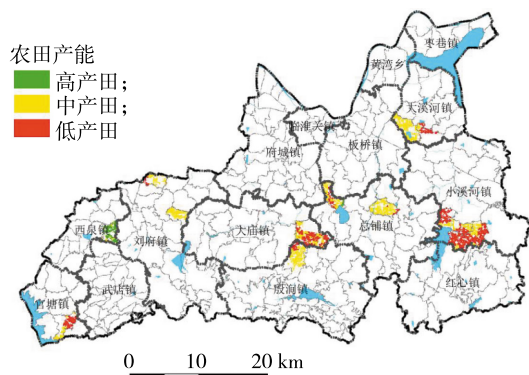 农田产能
高产田；
中产田；
低产田
枣巷镇
黄湾乡
大溪河镇
临淮关镇
板桥镇
府城镇
小溪河镇
西泉镇
刘府镇
大庙镇
总铺镇
官塘镇
武店镇
殷涧镇
红心镇
0 10 20 km